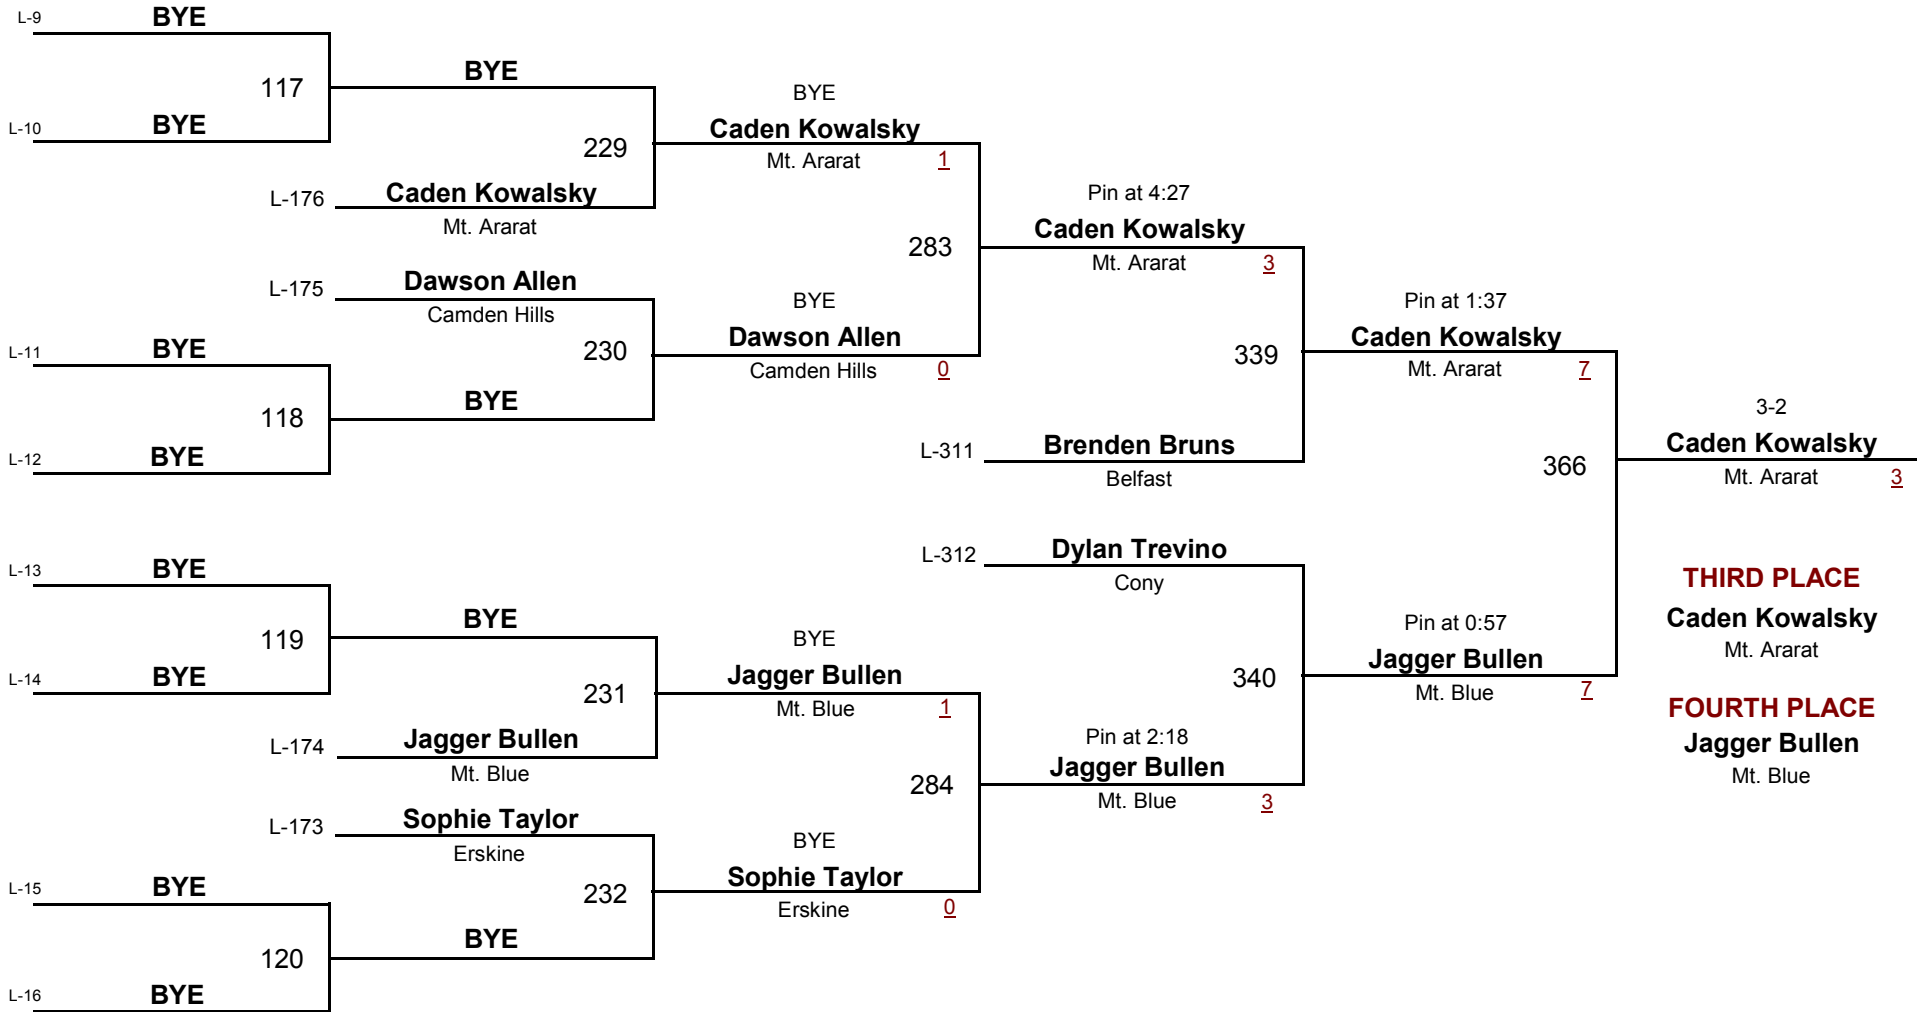 L-9
BYE
117
L-10
BYE
BYE
229
L-176
Caden Kowalsky
Mt. Ararat
BYE
Caden Kowalsky
Mt. Ararat
1
L-175
Dawson Allen
Camden Hills
230
L-11
BYE
118
L-12
BYE
BYE
BYE
Dawson Allen
Camden Hills
0
283
Pin at 4:27
Caden Kowalsky
Mt. Ararat
3
339
L-311
Brenden Bruns
Belfast
Pin at 1:37
Caden Kowalsky
Mt. Ararat
7
366
3-2
Caden Kowalsky
Mt. Ararat
3
L-13
BYE
119
L-14
BYE
BYE
231
L-174
Jagger Bullen
Mt. Blue
BYE
Jagger Bullen
Mt. Blue
1
L-173
Sophie Taylor
Erskine
232
L-15
BYE
120
L-16
BYE
BYE
BYE
Sophie Taylor
Erskine
0
284
L-312
Dylan Trevino
Cony
340
Pin at 2:18
Jagger Bullen
Mt. Blue
3
Pin at 0:57
Jagger Bullen
Mt. Blue
7
THIRD PLACE
Caden Kowalsky
Mt. Ararat
FOURTH PLACE
Jagger Bullen
Mt. Blue